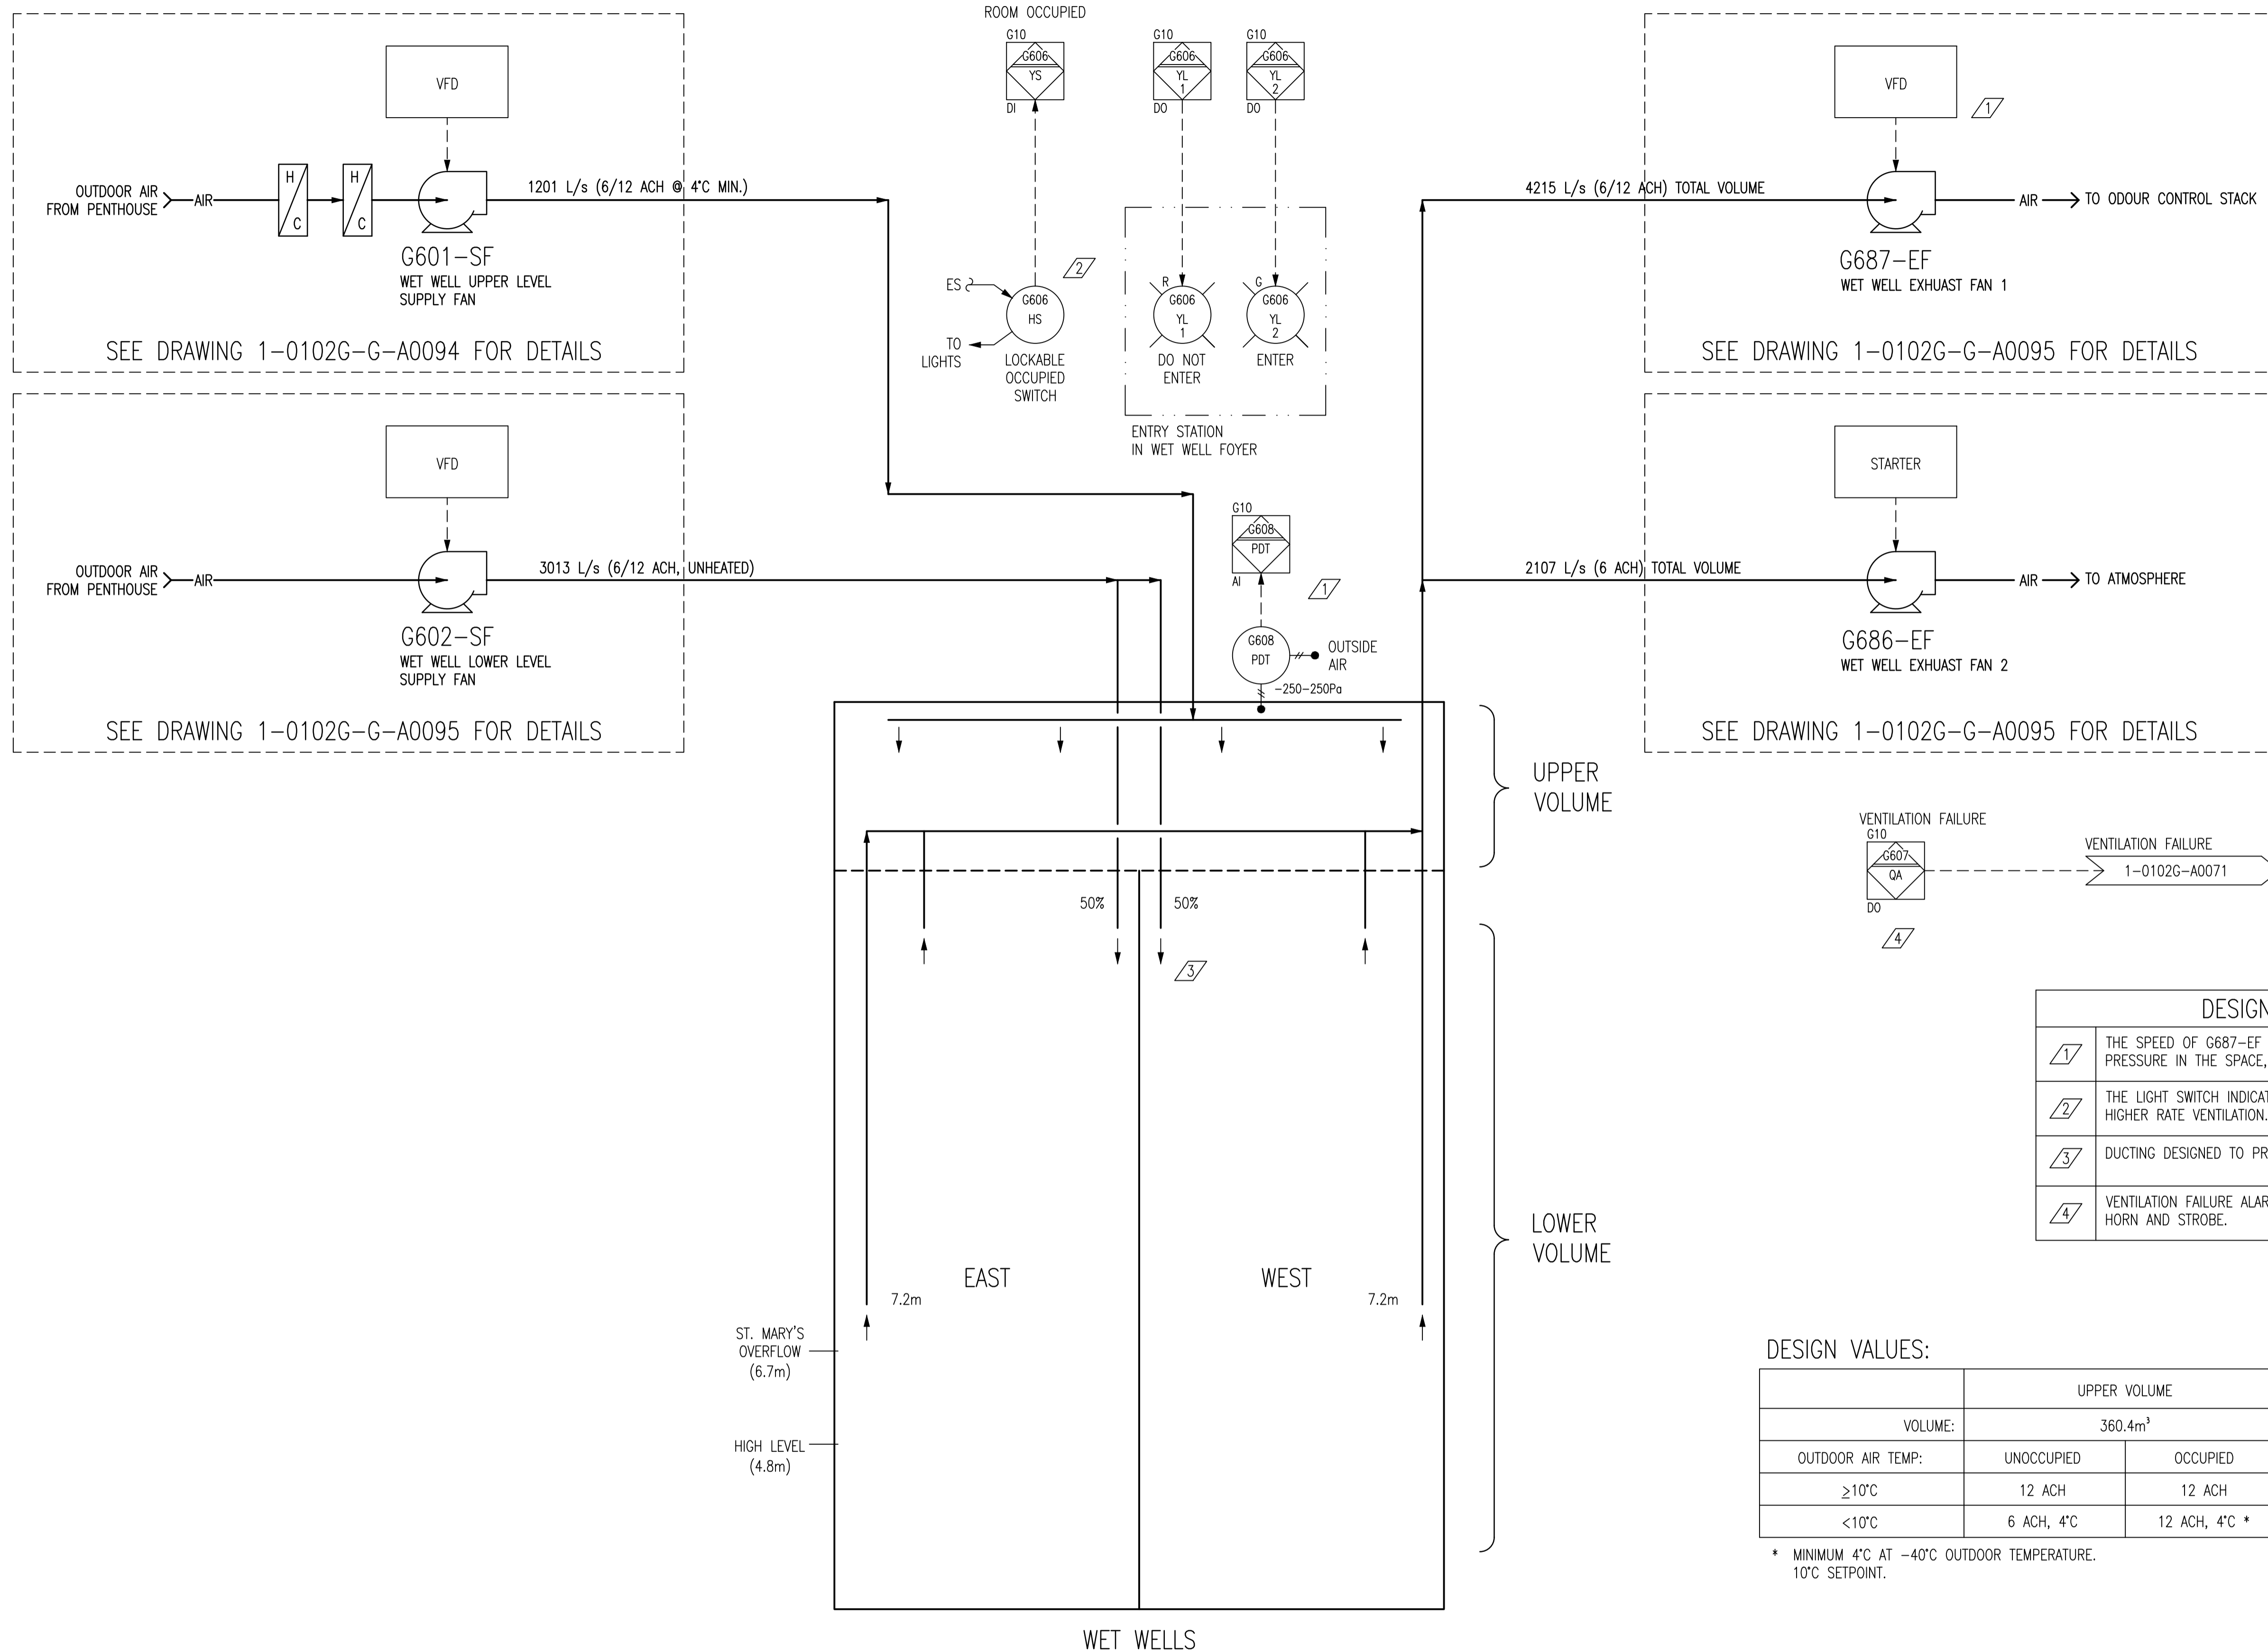 VFD
OUTDOOR AIR
FROM PENTHOUSE
AIR
H
C
H
C
1201 L/s (6/12 ACH @ 4°C MIN.)
G601-SF
WET WELL UPPER LEVEL
SUPPLY FAN
SEE DRAWING 1-0102G-G-A0094 FOR DETAILS
VFD
OUTDOOR AIR
FROM PENTHOUSE
AIR
3013 L/s (6/12 ACH, UNHEATED)
G602-SF
WET WELL LOWER LEVEL
SUPPLY FAN
SEE DRAWING 1-0102G-G-A0095 FOR DETAILS
ROOM OCCUPIED
G10
G606
YS
DI
G10
G606
YL
1
DO
G10
G606
YL
2
DO
ES
TO
LIGHTS
G606
HS
2
LOCKABLE
OCCUPIED
SWITCH
R
G606
YL
1
DO NOT
ENTER
G
G606
YL
2
ENTER
ENTRY STATION
IN WET WELL FOYER
G10
G608
PDT
AI
1
G608
PDT
OUTSIDE
AIR
-250-250Pa
VFD
1
4215 L/s (6/12 ACH) TOTAL VOLUME
AIR
TO ODOUR CONTROL STACK
G687-EF
WET WELL EXHUAST FAN 1
SEE DRAWING 1-0102G-G-A0095 FOR DETAILS
STARTER
2107 L/s (6 ACH) TOTAL VOLUME
AIR
TO ATMOSPHERE
G686-EF
WET WELL EXHUAST FAN 2
SEE DRAWING 1-0102G-G-A0095 FOR DETAILS
UPPER
VOLUME
50%
50%
3
LOWER
VOLUME
EAST
WEST
7.2m
7.2m
ST. MARY'S
OVERFLOW
(6.7m)
HIGH LEVEL
(4.8m)
WET WELLS
VENTILATION FAILURE
G10
G607
QA
DO
4
VENTILATION FAILURE
1-0102G-A0071
DESIGN
1
THE SPEED OF G687-EF
PRESSURE IN THE SPACE,
2
THE LIGHT SWITCH INDICAT
HIGHER RATE VENTILATION.
3
DUCTING DESIGNED TO PR
4
VENTILATION FAILURE ALAR
HORN AND STROBE.
DESIGN VALUES:
UPPER VOLUME
VOLUME: 360.4m³
OUTDOOR AIR TEMP: UNOCCUPIED OCCUPIED
≥10°C 12 ACH 12 ACH
<10°C 6 ACH, 4°C 12 ACH, 4°C *
* MINIMUM 4°C AT -40°C OUTDOOR TEMPERATURE.
10°C SETPOINT.